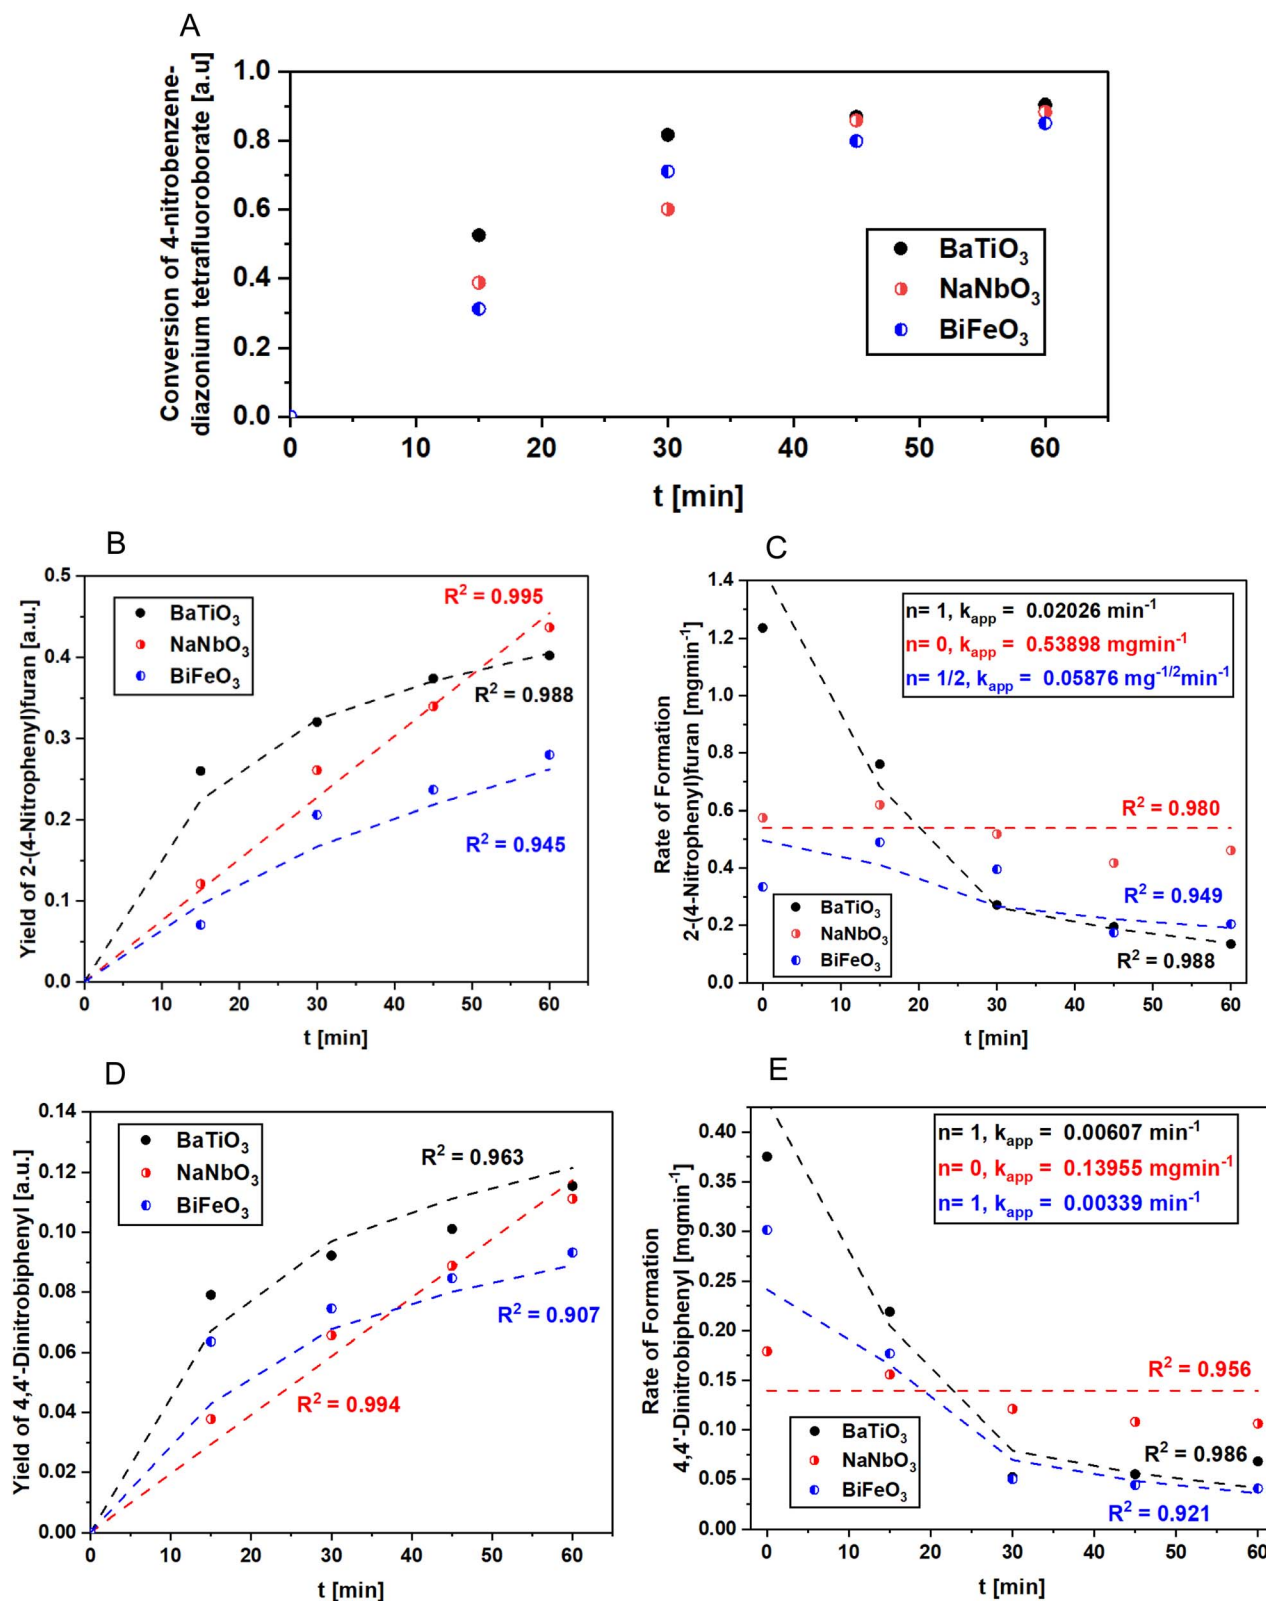 A
Conversion of 4-nitrobenzene-
diazonium tetrafluoroborate [a.u]
1.0
0.8
0.6
0.4
0.2
0.0
BaTiO3
NaNbO3
BiFeO3
0 10 20 30 40 50 60
t [min]
B
Yield of 2-(4-Nitrophenyl)furan [a.u.]
0.5
0.4
0.3
0.2
0.1
0.0
BaTiO3
NaNbO3
BiFeO3
R2 = 0.995
R2 = 0.988
R2 = 0.945
0 10 20 30 40 50 60
t [min]
C
Rate of Formation
2-(4-Nitrophenyl)furan [mgmin-1]
1.4
1.2
1.0
0.8
0.6
0.4
0.2
0.0
n= 1, kapp = 0.02026 min-1
n= 0, kapp = 0.53898 mgmin-1
n= 1/2, kapp = 0.05876 mg-1/2min-1
R2 = 0.980
R2 = 0.949
R2 = 0.988
BaTiO3
NaNbO3
BiFeO3
0 10 20 30 40 50 60
t [min]
D
Yield of 4,4'-Dinitrobiphenyl [a.u.]
0.14
0.12
0.10
0.08
0.06
0.04
0.02
0.00
BaTiO3
NaNbO3
BiFeO3
R2 = 0.963
R2 = 0.907
R2 = 0.994
0 10 20 30 40 50 60
t [min]
E
Rate of Formation
4,4'-Dinitrobiphenyl [mgmin-1]
0.40
0.35
0.30
0.25
0.20
0.15
0.10
0.05
0.00
n= 1, kapp = 0.00607 min-1
n= 0, kapp = 0.13955 mgmin-1
n= 1, kapp = 0.00339 min-1
R2 = 0.956
R2 = 0.986
R2 = 0.921
BaTiO3
NaNbO3
BiFeO3
0 10 20 30 40 50 60
t [min]